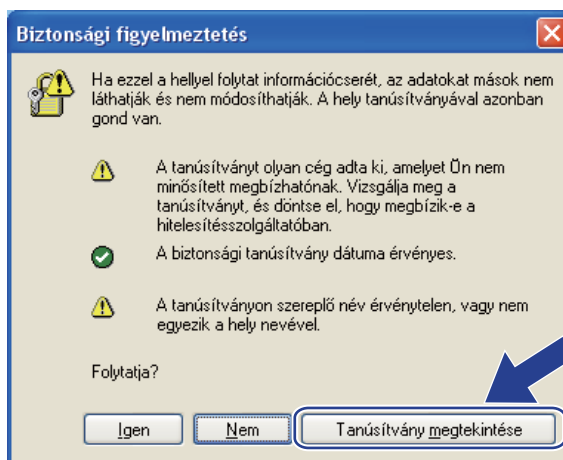 Biztonsági figyelmeztetés
Ha ezzel a hellyel folytat információcserét, az adatokat mások nem
láthatják és nem módosíthatják. A hely tanúsítványával azonban
gond van.
A tanúsítványt olyan cég adta ki, amelyet Ön nem
minősített megbízhatónak. Vizsgálja meg a
tanúsítványt, és döntse el, hogy megbízik-e a
hitelesítésszolgáltatóban.
A biztonsági tanúsítvány dátuma érvényes.
A tanúsítványon szereplő név érvénytelen, vagy nem
egyezik a hely nevével.
Folytatja?
Igen Nem Tanúsítvány megtekintése